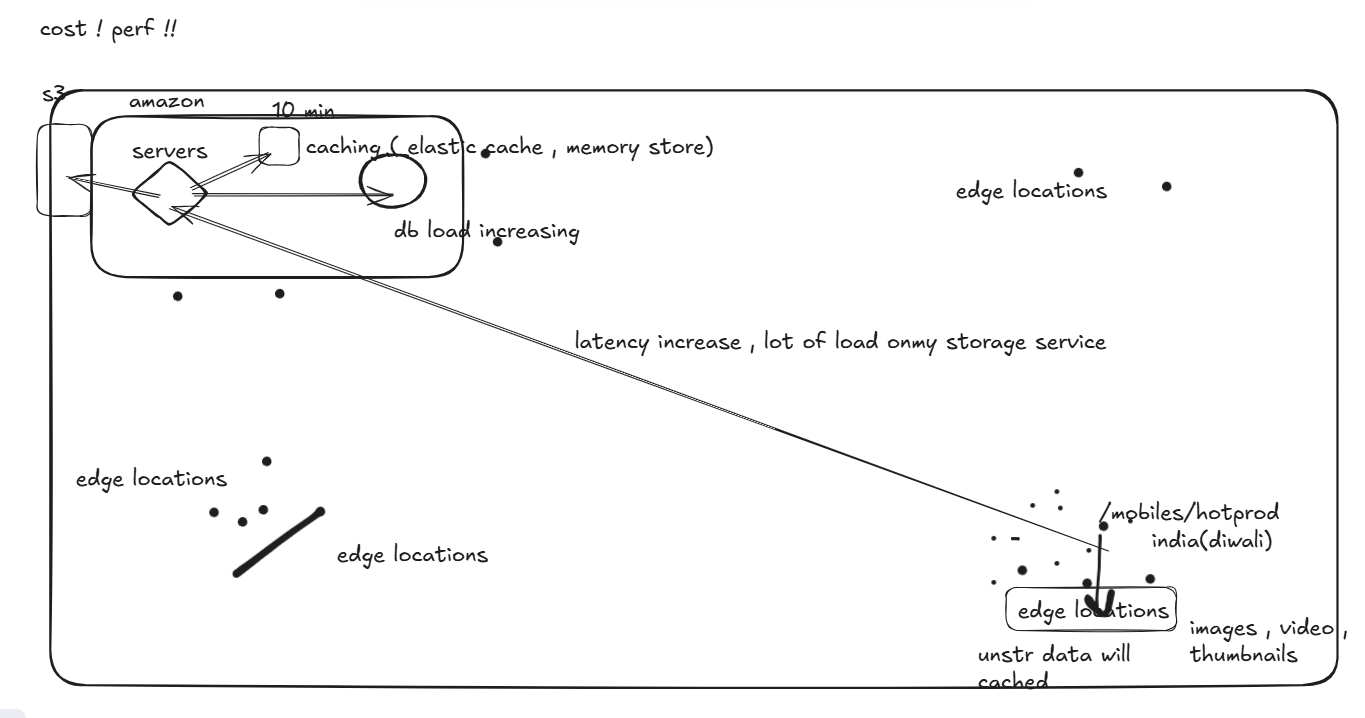 cost ! perf !!
s3
amazon
10 min
servers
caching ( elastic cache , memory store)
edge locations
db load increasing
latency increase , lot of load onmy storage service
edge locations
edge locations
/mobiles/hotprod
india(diwali)
edge locations
images , video ,
thumbnails
unstr data will
cached